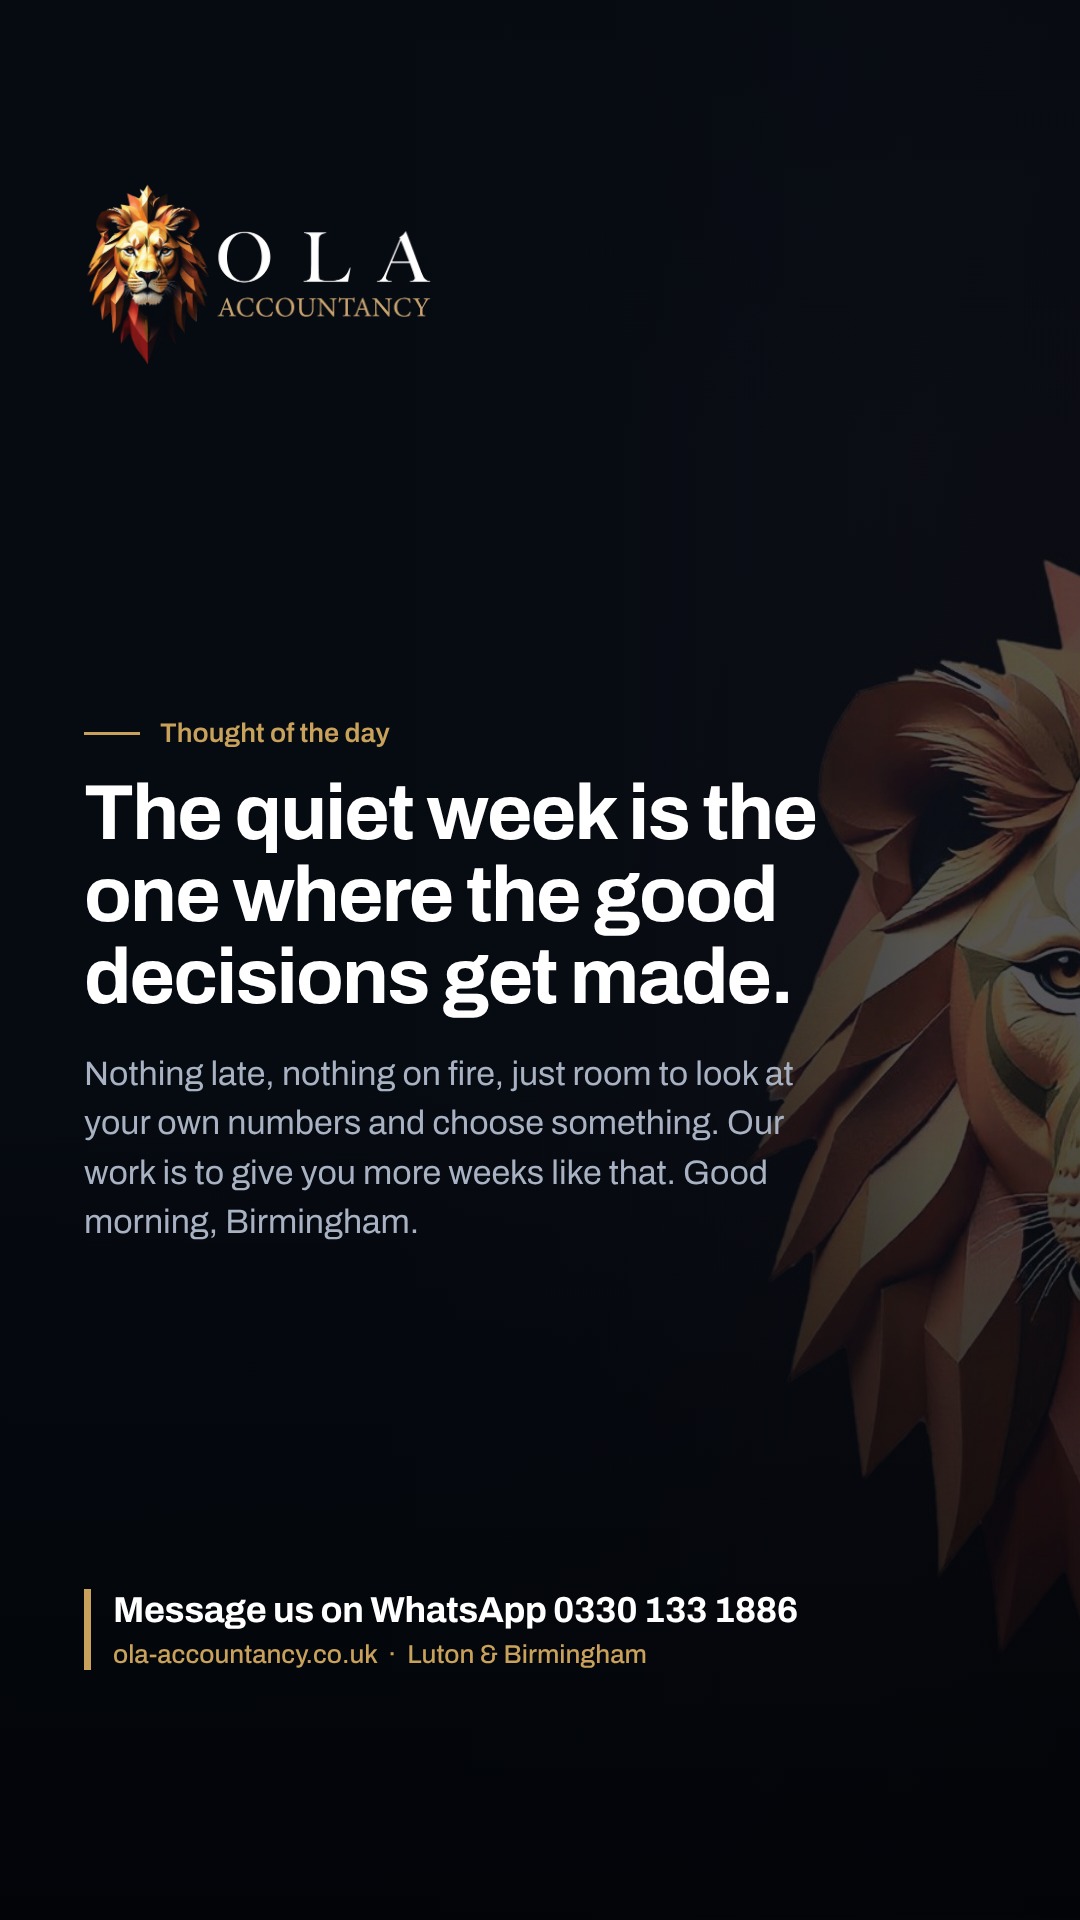 OLA
ACCOUNTANCY
Thought of the day
The quiet week is the
one where the good
decisions get made.
Nothing late, nothing on fire, just room to look at
your own numbers and choose something. Our
work is to give you more weeks like that. Good
morning, Birmingham.
Message us on WhatsApp 0330 133 1886
ola-accountancy.co.uk · Luton & Birmingham